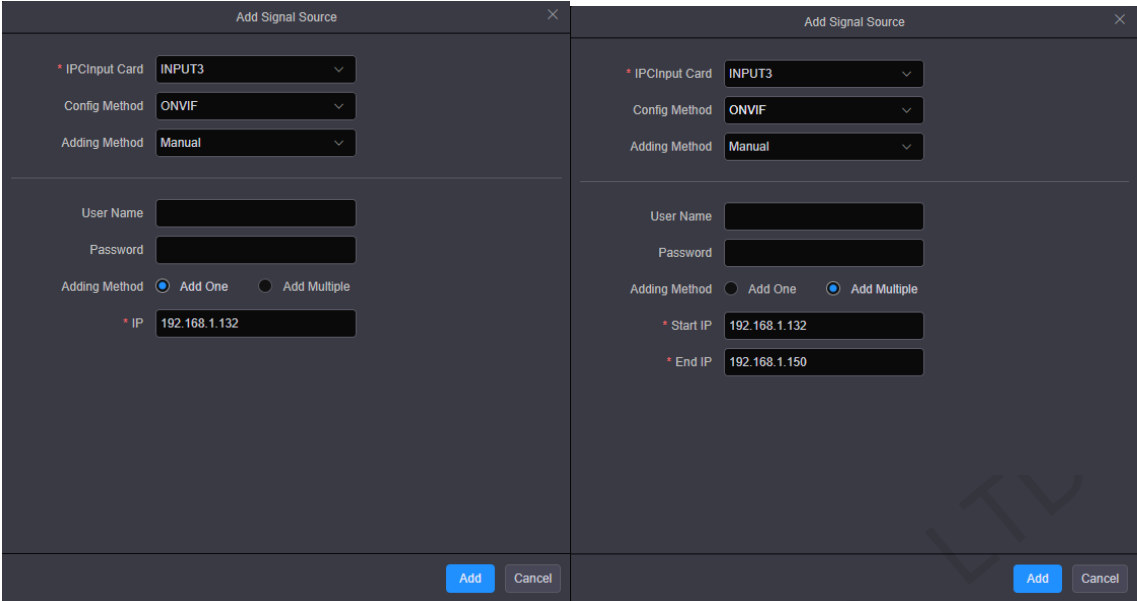 Add Signal Source
* IPCInput Card INPUT3
Config Method ONVIF
Adding Method Manual
User Name
Password
Adding Method Add One Add Multiple
* IP 192.168.1.132
Add Cancel
Add Signal Source
* IPCInput Card INPUT3
Config Method ONVIF
Adding Method Manual
User Name
Password
Adding Method Add One Add Multiple
* Start IP 192.168.1.132
* End IP 192.168.1.150
LTD
Add Cancel